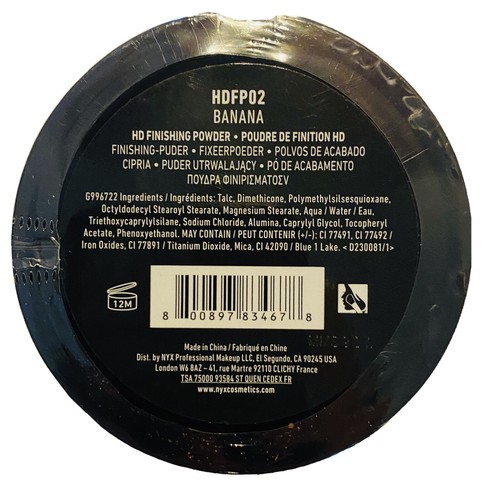 HDFP02
BANANA
HD FINISHING POWDER • POUDRE DE FINITION HD
FINISHING-PUDER • FIXEERPOEDER • POLVOS DE ACABADO
CIPRIA • PUDER UTRWALAJĄCY • PÓ DE ACABAMENTO
ΠΟΥΔΡΑ ΦΙΝΙΡΙΣΜΑΤΟΣV
G996722 Ingredients / Ingrédients: Talc, Dimethicone, Polymethylsilsesquioxane,
Octyldodecyl Stearoyl Stearate, Magnesium Stearate, Aqua / Water / Eau,
Triethoxycaprylylsilane, Sodium Chloride, Alumina, Caprylyl Glycol, Tocopheryl
Acetate, Phenoxyethanol. MAY CONTAIN / PEUT CONTENIR (+/-): CI 77491, CI 77492 /
Iron Oxides, CI 77891 / Titanium Dioxide, Mica, CI 42090 / Blue 1 Lake. < D230081/1>
12M
8 00897 83467 8
Made in China / Fabriqué en Chine
Dist. by NYX Professional Makeup LLC, El Segundo, CA 90245 USA
London W6 8AZ – 41, rue Martre 92110 CLICHY France
TSA 75000 93584 ST QUEN CEDEX FR
www.nyxcosmetics.com